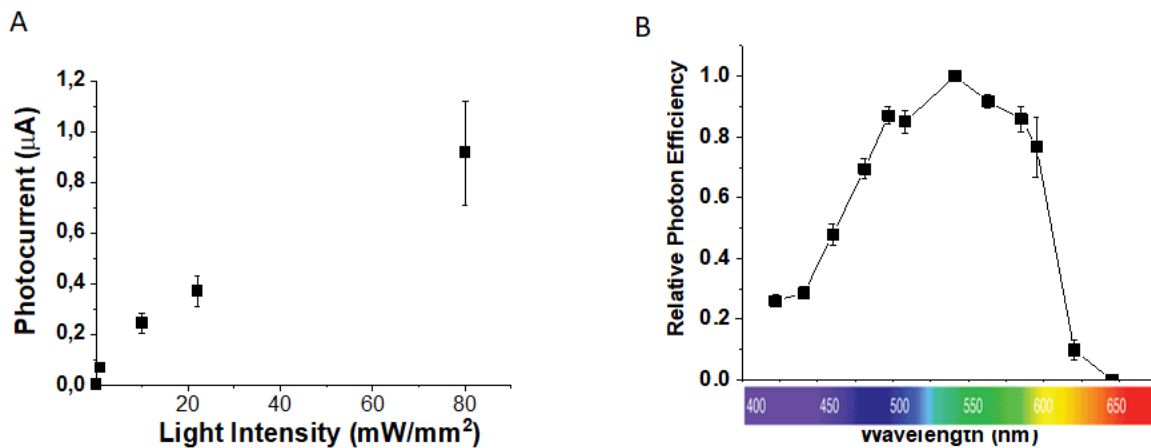 A
Photocurrent (μA)
1,2
1,0
0,8
0,6
0,4
0,2
0,0
20 40 60 80
Light Intensity (mW/mm²)
B
Relative Photon Efficiency
1.0
0.8
0.6
0.4
0.2
0.0
400 450 500 550 600 650
Wavelength (nm)